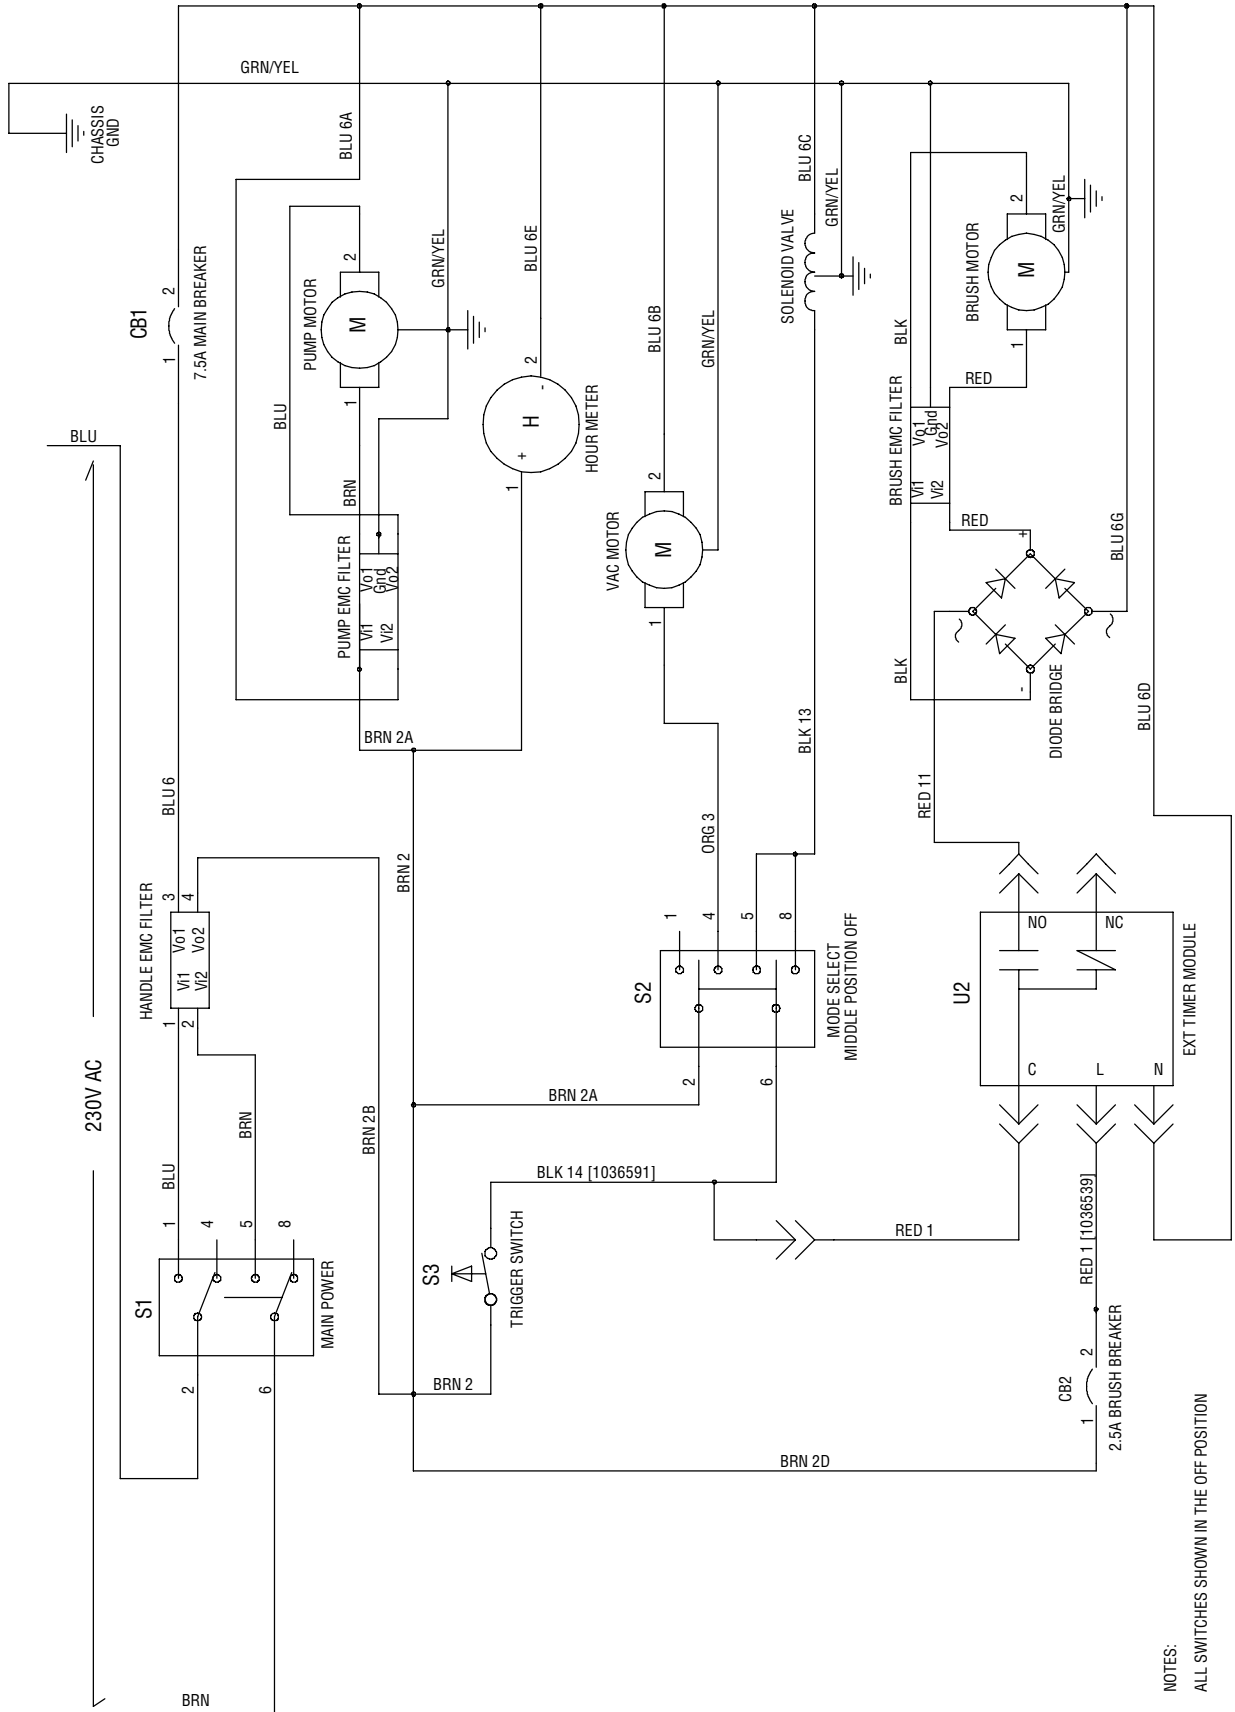 230V AC
BLU
BRN
GRN/YEL
CHASSIS
GND
S1
MAIN POWER
1
4
5
8
2
6
BLU
BRN
HANDLE EMC FILTER
1
2
Vi1 Vo1
Vi2 Vo2
3
4
BLU 6
CB1
1 2
7.5A MAIN BREAKER
BLU 6A
BRN 2B
BRN 2
BRN 2
BRN 2A
PUMP EMC FILTER
Vi1 Vo1
Gnd
Vi2 Vo2
BRN
BLU
PUMP MOTOR
M
1
2
GRN/YEL
HOUR METER
H
+
-
1
2
BLU 6E
S3
TRIGGER SWITCH
BLK 14 [1036591]
BRN 2A
S2
MODE SELECT
MIDDLE POSITION OFF
1
4
5
8
2
6
ORG 3
VAC MOTOR
M
1
2
BLU 6B
GRN/YEL
BLK 13
SOLENOID VALVE
BLU 6C
GRN/YEL
RED 1
U2
EXT TIMER MODULE
C
L
N
NO
NC
RED 11
BLK
DIODE BRIDGE
-
+
RED
BRUSH EMC FILTER
Vi1 Vo1
Gnd
Vi2 Vo2
BLK
RED
BRUSH MOTOR
M
1
2
GRN/YEL
BLU 6G
BLU 6D
RED 1 [1036539]
CB2
1 2
2.5A BRUSH BREAKER
BRN 2D
NOTES:
ALL SWITCHES SHOWN IN THE OFF POSITION